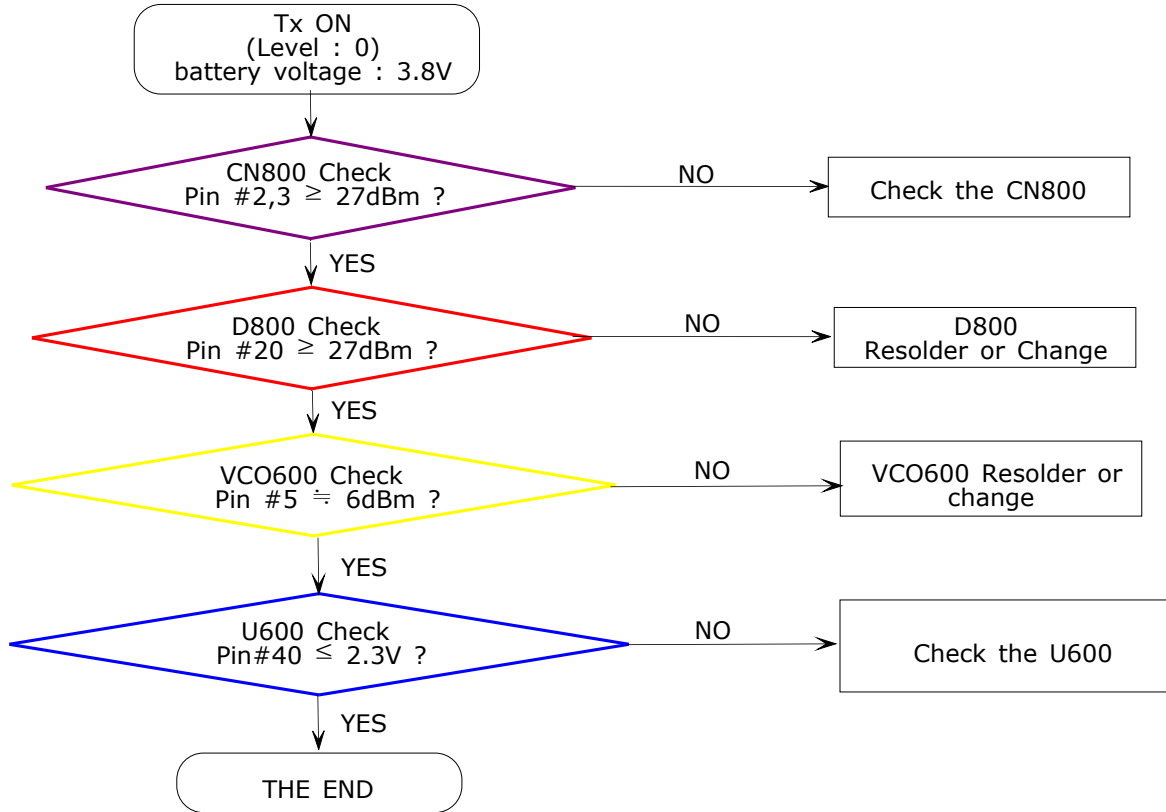 Tx ON
(Level : 0)
battery voltage : 3.8V
CN800 Check
Pin #2,3 ≥ 27dBm ?
NO
Check the CN800
YES
D800 Check
Pin #20 ≥ 27dBm ?
NO
D800
Resolder or Change
YES
VCO600 Check
Pin #5 ≒ 6dBm ?
NO
VCO600 Resolder or
change
YES
U600 Check
Pin#40 ≤ 2.3V ?
NO
Check the U600
YES
THE END